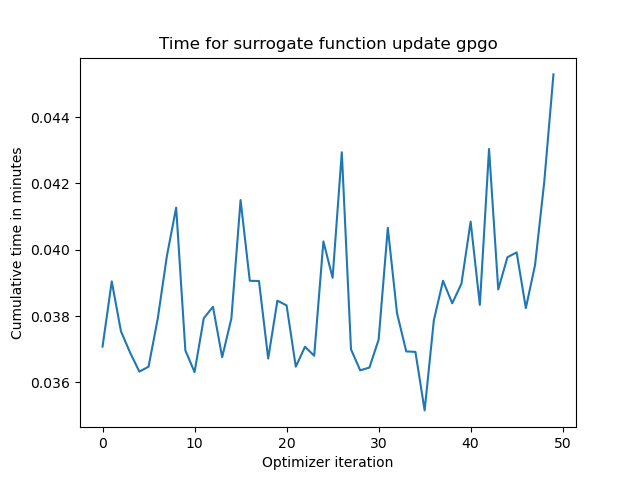 Time for surrogate function update gpgo
Cumulative time in minutes
0.044
0.042
0.040
0.038
0.036
0 10 20 30 40 50
Optimizer iteration